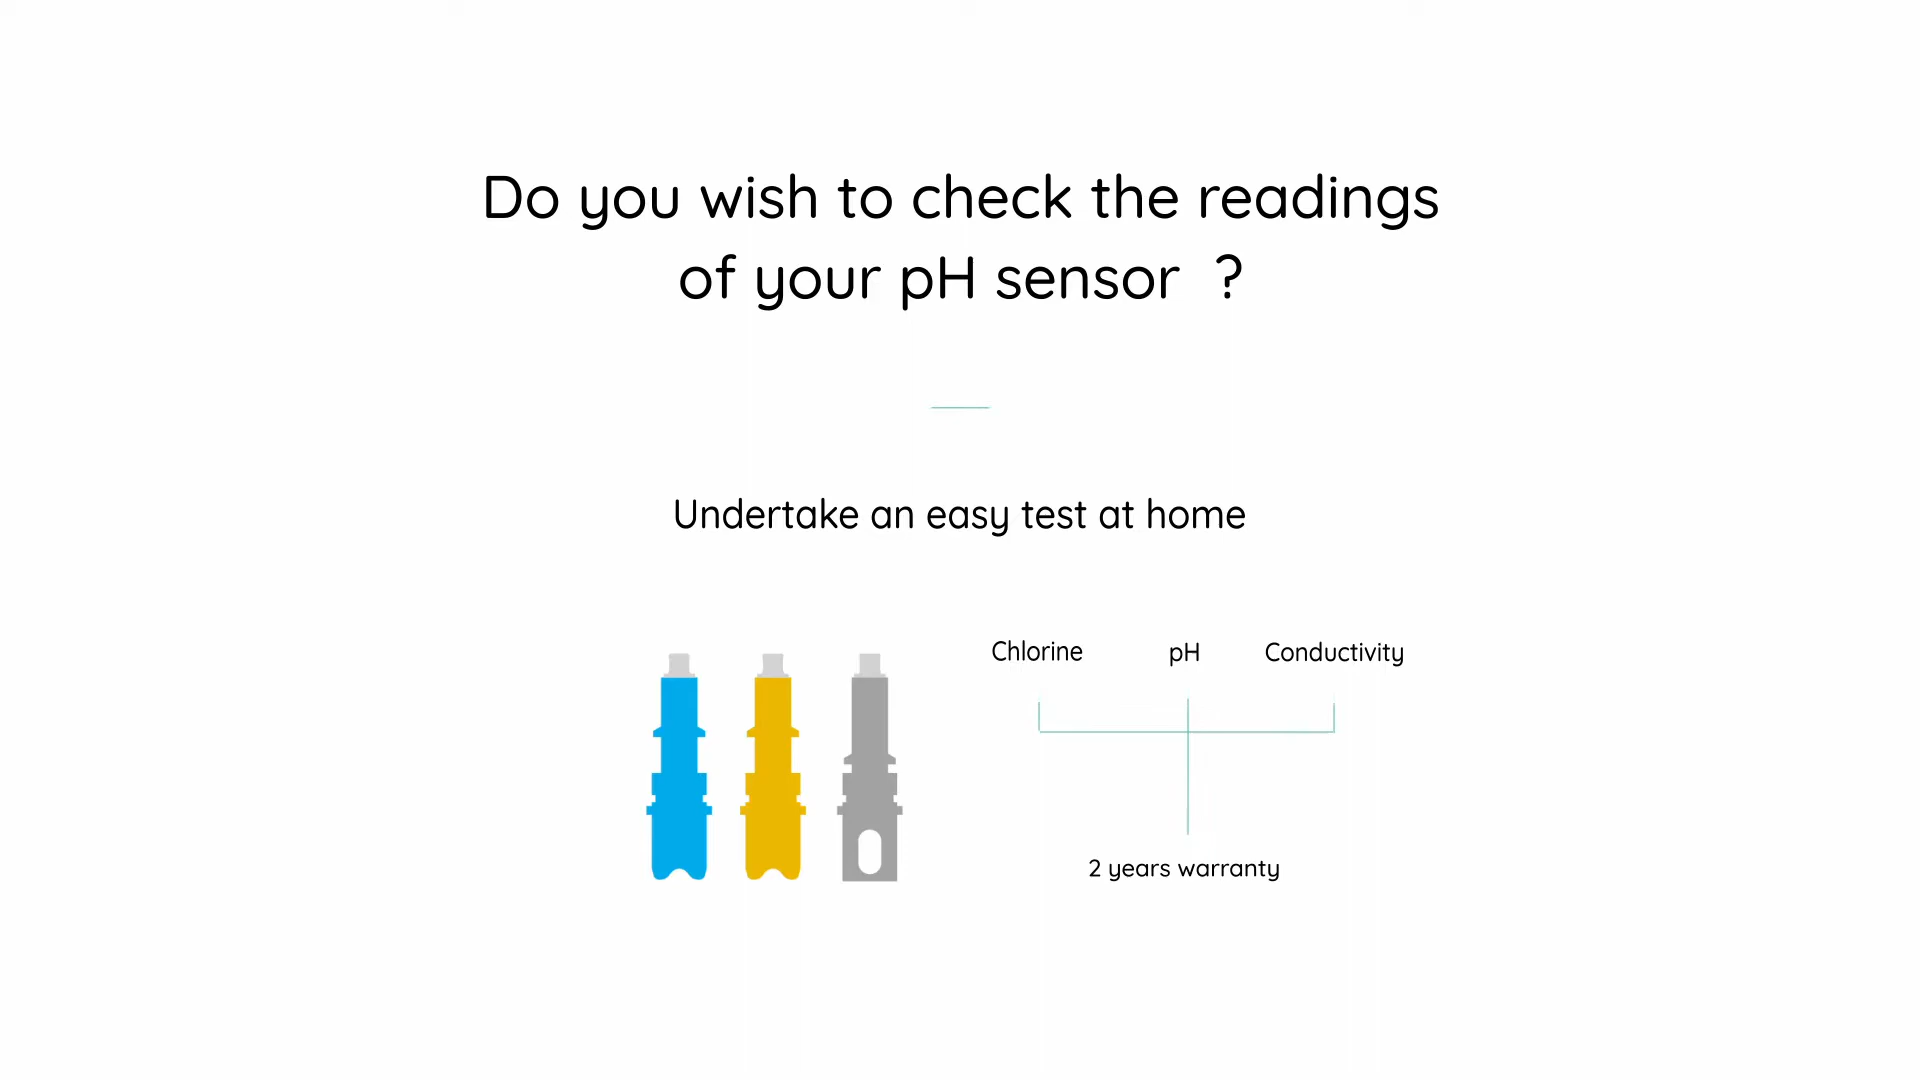 Do you wish to check the readings
of your pH sensor ?
Undertake an easy test at home
Chlorine pH Conductivity
2 years warranty